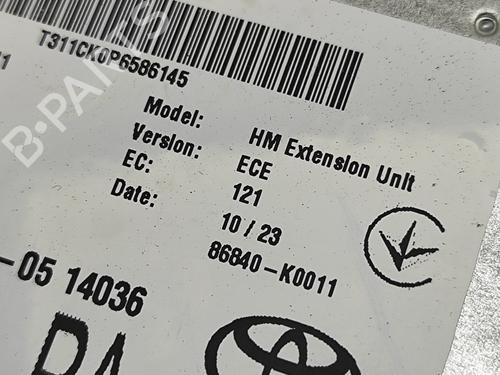 T311CK0P6586145
Model: HM Extension Unit
Version: ECE
EC: 121
Date: 10 / 23
86840-K0011
-05 14036
B-PARTS